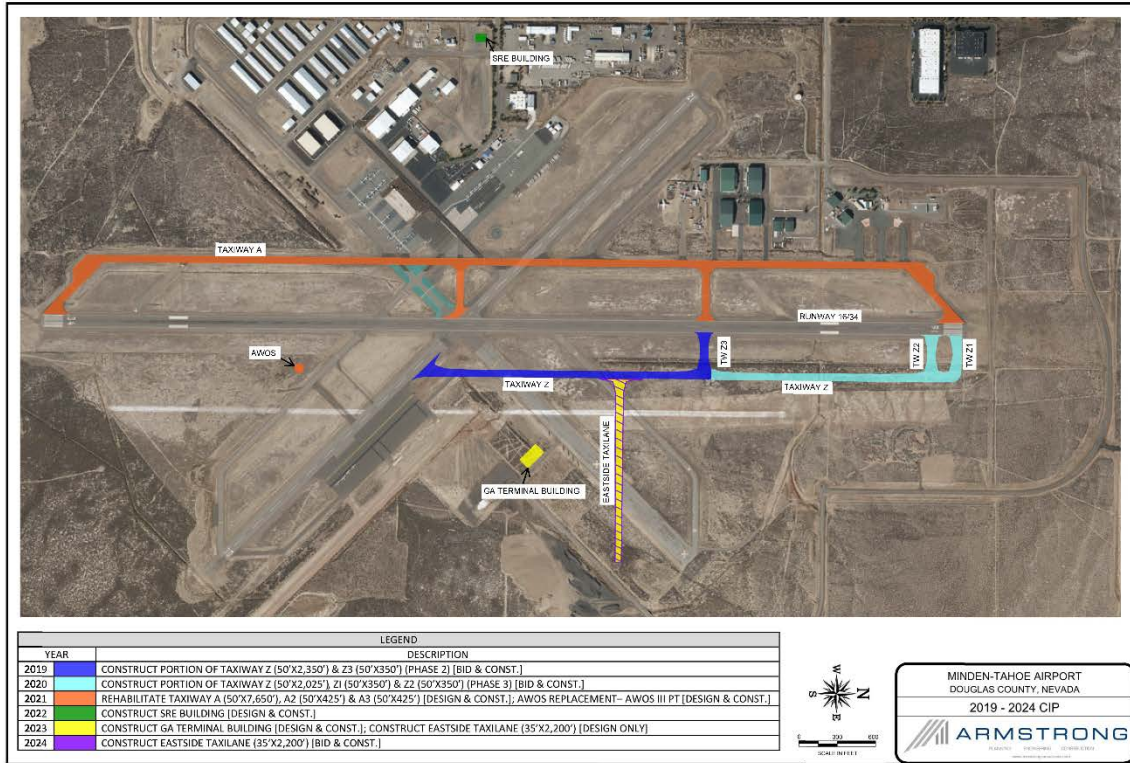 SRE BUILDING
TAXIWAY A
RUNWAY 16/34
AWOS
TW Z3
TW Z2
TW Z1
TAXIWAY Z
TAXIWAY Z
EASTSIDE TAXILANE
GA TERMINAL BUILDING
LEGEND
YEAR DESCRIPTION
2019 CONSTRUCT PORTION OF TAXIWAY Z (50'X2,350') & Z3 (50'X350') (PHASE 2) [BID & CONST.]
2020 CONSTRUCT PORTION OF TAXIWAY Z (50'X2,025'), Z1 (50'X350') & Z2 (50'X350') (PHASE 3) [BID & CONST.]
2021 REHABILITATE TAXIWAY A (50'X7,650'), A2 (50'X425') & A3 (50'X425') [DESIGN & CONST.]; AWOS REPLACEMENT– AWOS III PT [DESIGN & CONST.]
2022 CONSTRUCT SRE BUILDING [DESIGN & CONST.]
2023 CONSTRUCT GA TERMINAL BUILDING [DESIGN & CONST.]; CONSTRUCT EASTSIDE TAXILANE (35'X2,200') [DESIGN ONLY]
2024 CONSTRUCT EASTSIDE TAXILANE (35'X2,200') [BID & CONST.]
W
S N
E
0 200 600
SCALE IN FEET
MINDEN-TAHOE AIRPORT
DOUGLAS COUNTY, NEVADA
2019 - 2024 CIP
ARMSTRONG